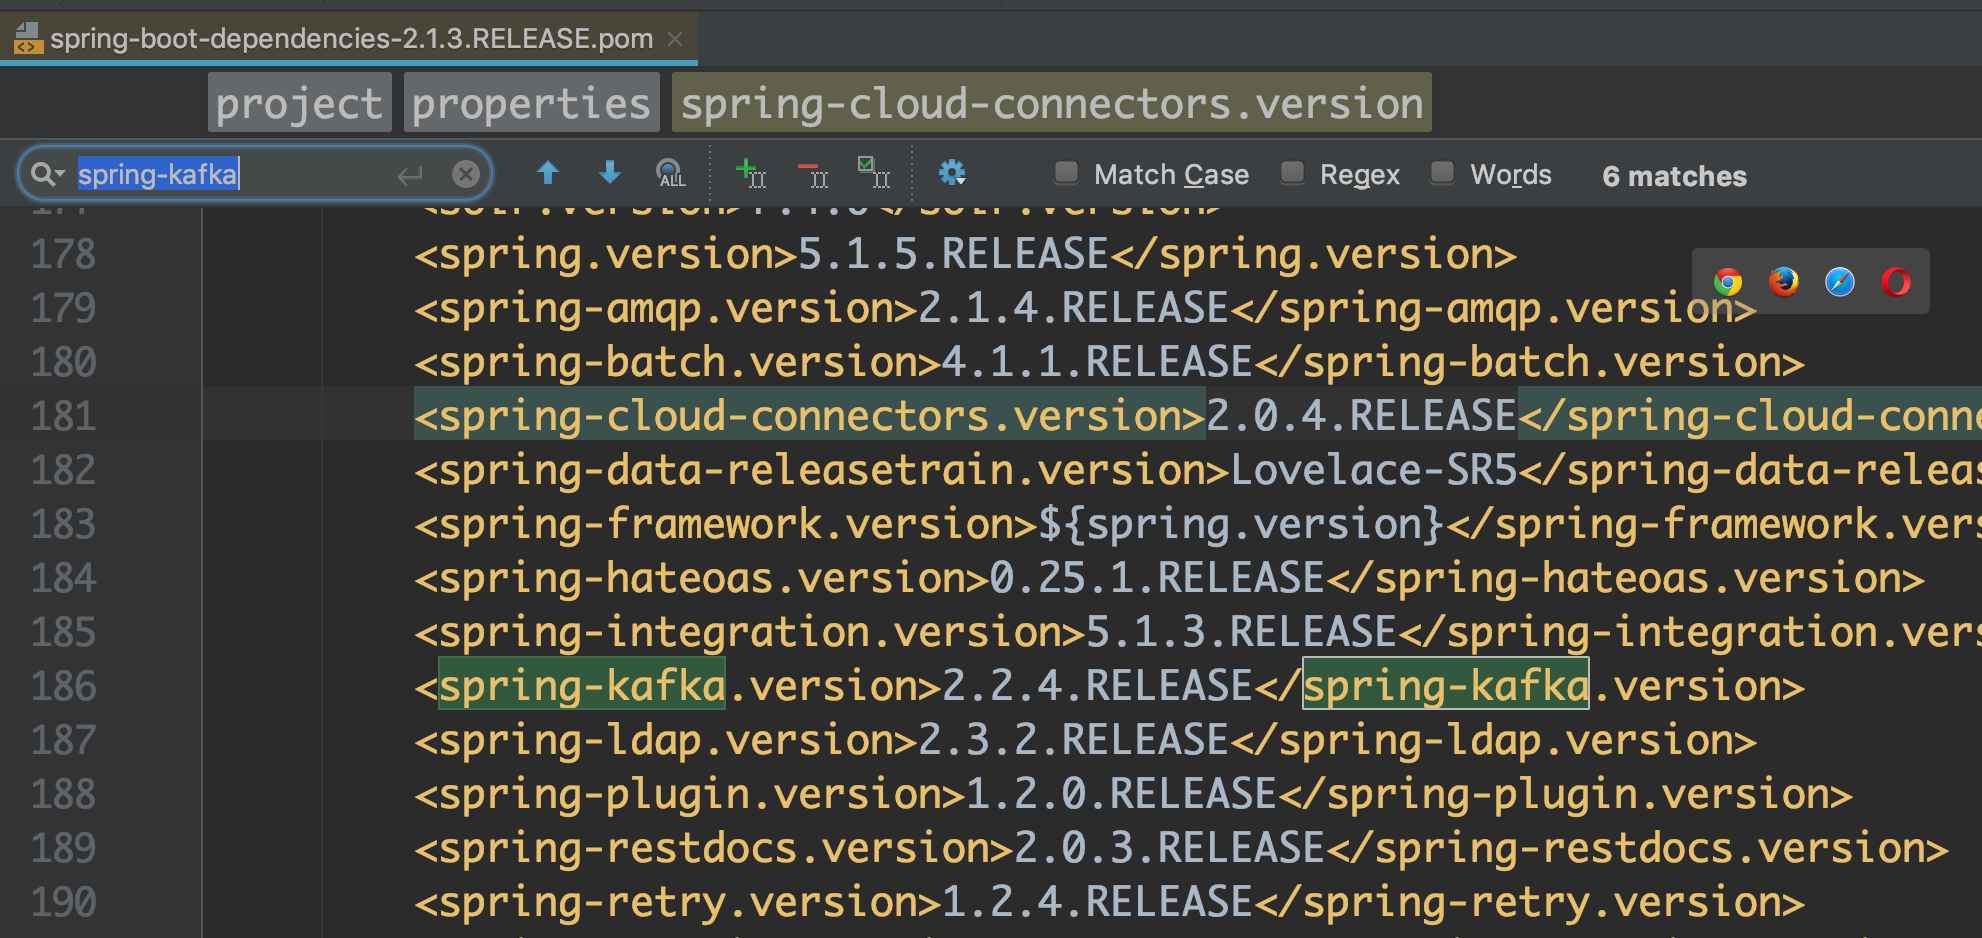 spring-boot-dependencies-2.1.3.RELEASE.pom
project properties spring-cloud-connectors.version
spring-kafka ALL Match Case Regex Words 6 matches
178 <spring.version>5.1.5.RELEASE</spring.version>
179 <spring-amqp.version>2.1.4.RELEASE</spring-amqp.version>
180 <spring-batch.version>4.1.1.RELEASE</spring-batch.version>
181 <spring-cloud-connectors.version>2.0.4.RELEASE</spring-cloud-conne
182 <spring-data-releasetrain.version>Lovelace-SR5</spring-data-releas
183 <spring-framework.version>${spring.version}</spring-framework.vers
184 <spring-hateoas.version>0.25.1.RELEASE</spring-hateoas.version>
185 <spring-integration.version>5.1.3.RELEASE</spring-integration.vers
186 <spring-kafka.version>2.2.4.RELEASE</spring-kafka.version>
187 <spring-ldap.version>2.3.2.RELEASE</spring-ldap.version>
188 <spring-plugin.version>1.2.0.RELEASE</spring-plugin.version>
189 <spring-restdocs.version>2.0.3.RELEASE</spring-restdocs.version>
190 <spring-retry.version>1.2.4.RELEASE</spring-retry.version>